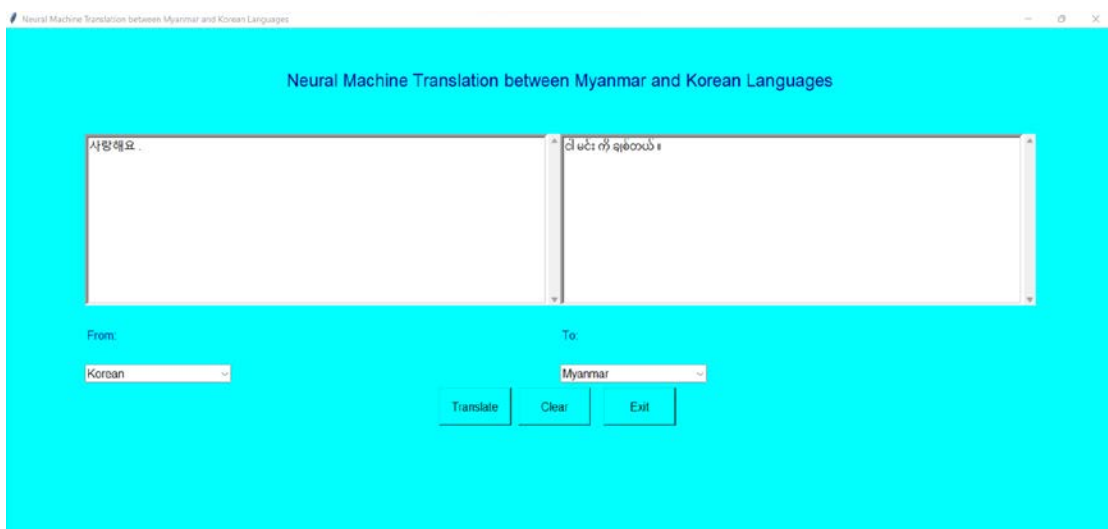 Neural Machine Translation between Myanmar and Korean Languages
Neural Machine Translation between Myanmar and Korean Languages
사랑해요 .
ငါ မင်း ကို ချစ်တယ် ။
From:
To:
Korean
Myanmar
Translate
Clear
Exit